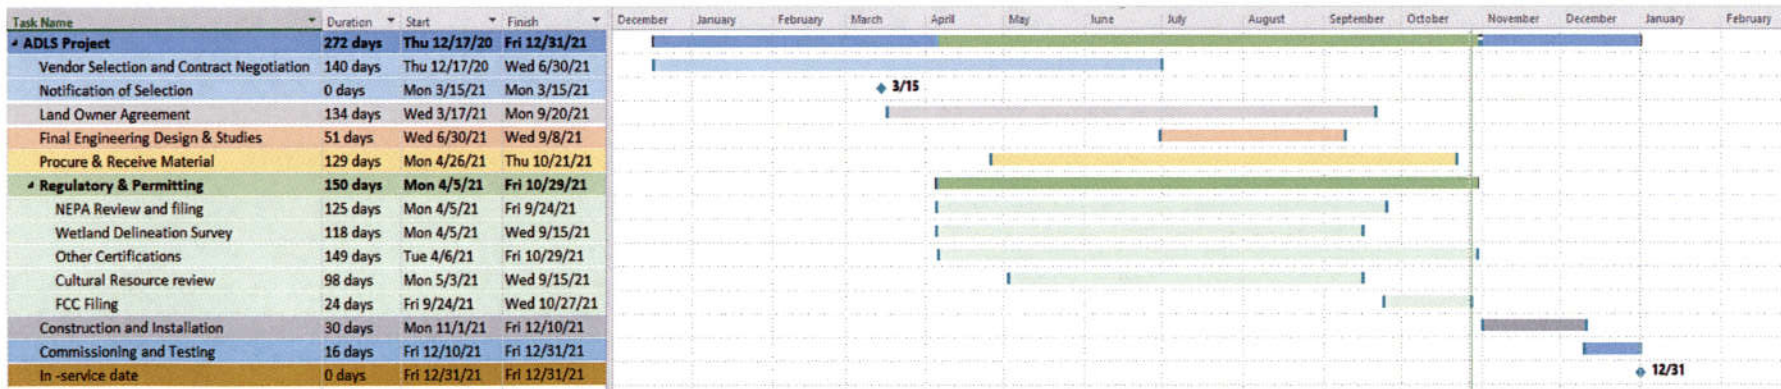 Task Name Duration Start Finish December January February March April May June July August September October November December January February
ADLS Project 272 days Thu 12/17/20 Fri 12/31/21
Vendor Selection and Contract Negotiation 140 days Thu 12/17/20 Wed 6/30/21
Notification of Selection 0 days Mon 3/15/21 Mon 3/15/21 3/15
Land Owner Agreement 134 days Wed 3/17/21 Mon 9/20/21
Final Engineering Design & Studies 51 days Wed 6/30/21 Wed 9/8/21
Procure & Receive Material 129 days Mon 4/26/21 Thu 10/21/21
Regulatory & Permitting 150 days Mon 4/5/21 Fri 10/29/21
NEPA Review and filing 125 days Mon 4/5/21 Fri 9/24/21
Wetland Delineation Survey 118 days Mon 4/5/21 Wed 9/15/21
Other Certifications 149 days Tue 4/6/21 Fri 10/29/21
Cultural Resource review 98 days Mon 5/3/21 Wed 9/15/21
FCC Filing 24 days Fri 9/24/21 Wed 10/27/21
Construction and Installation 30 days Mon 11/1/21 Fri 12/10/21
Commissioning and Testing 16 days Fri 12/10/21 Fri 12/31/21
In -service date 0 days Fri 12/31/21 Fri 12/31/21 12/31